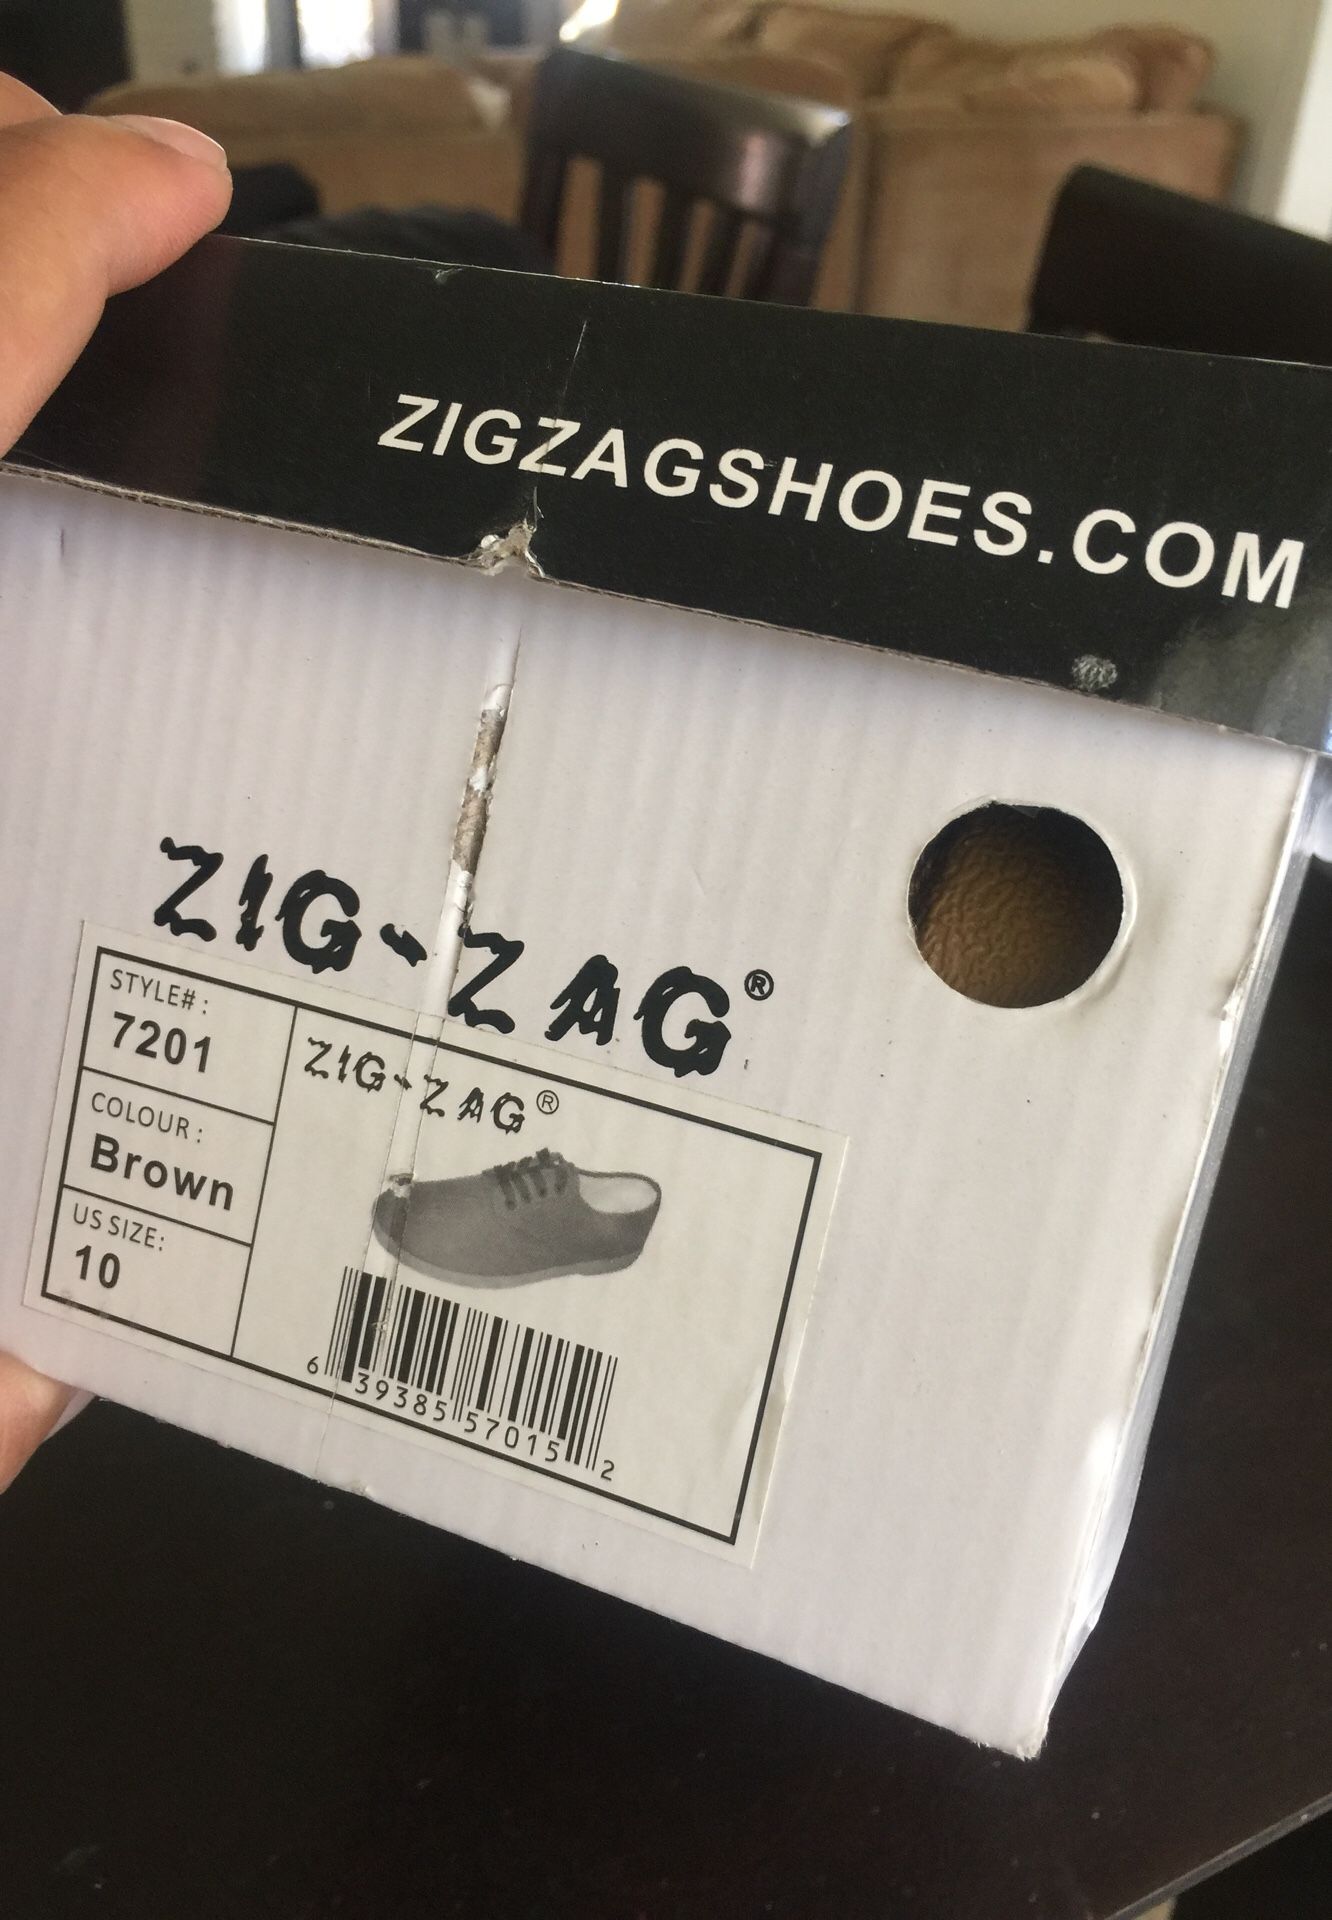 ZIGZAGSHOES.COM
ZIG-ZAG®
STYLE#:
7201
COLOUR:
Brown
US SIZE:
10
ZIG-ZAG®
6 39385 57015 2